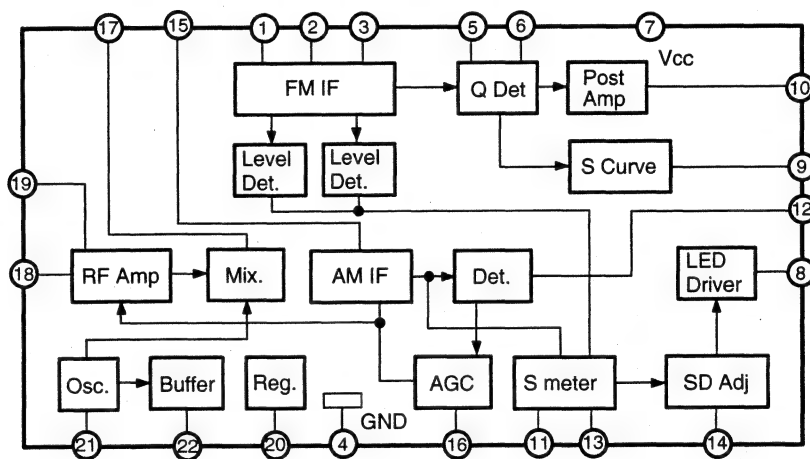 17
15
1
2
3
5
6
7
Vcc
FM IF
Q Det
Post
Amp
10
Level
Det.
Level
Det.
S Curve
9
19
12
18
RF Amp
Mix.
AM IF
Det.
LED
Driver
8
Osc.
Buffer
Reg.
AGC
S meter
SD Adj
GND
21
22
20
4
16
11
13
14